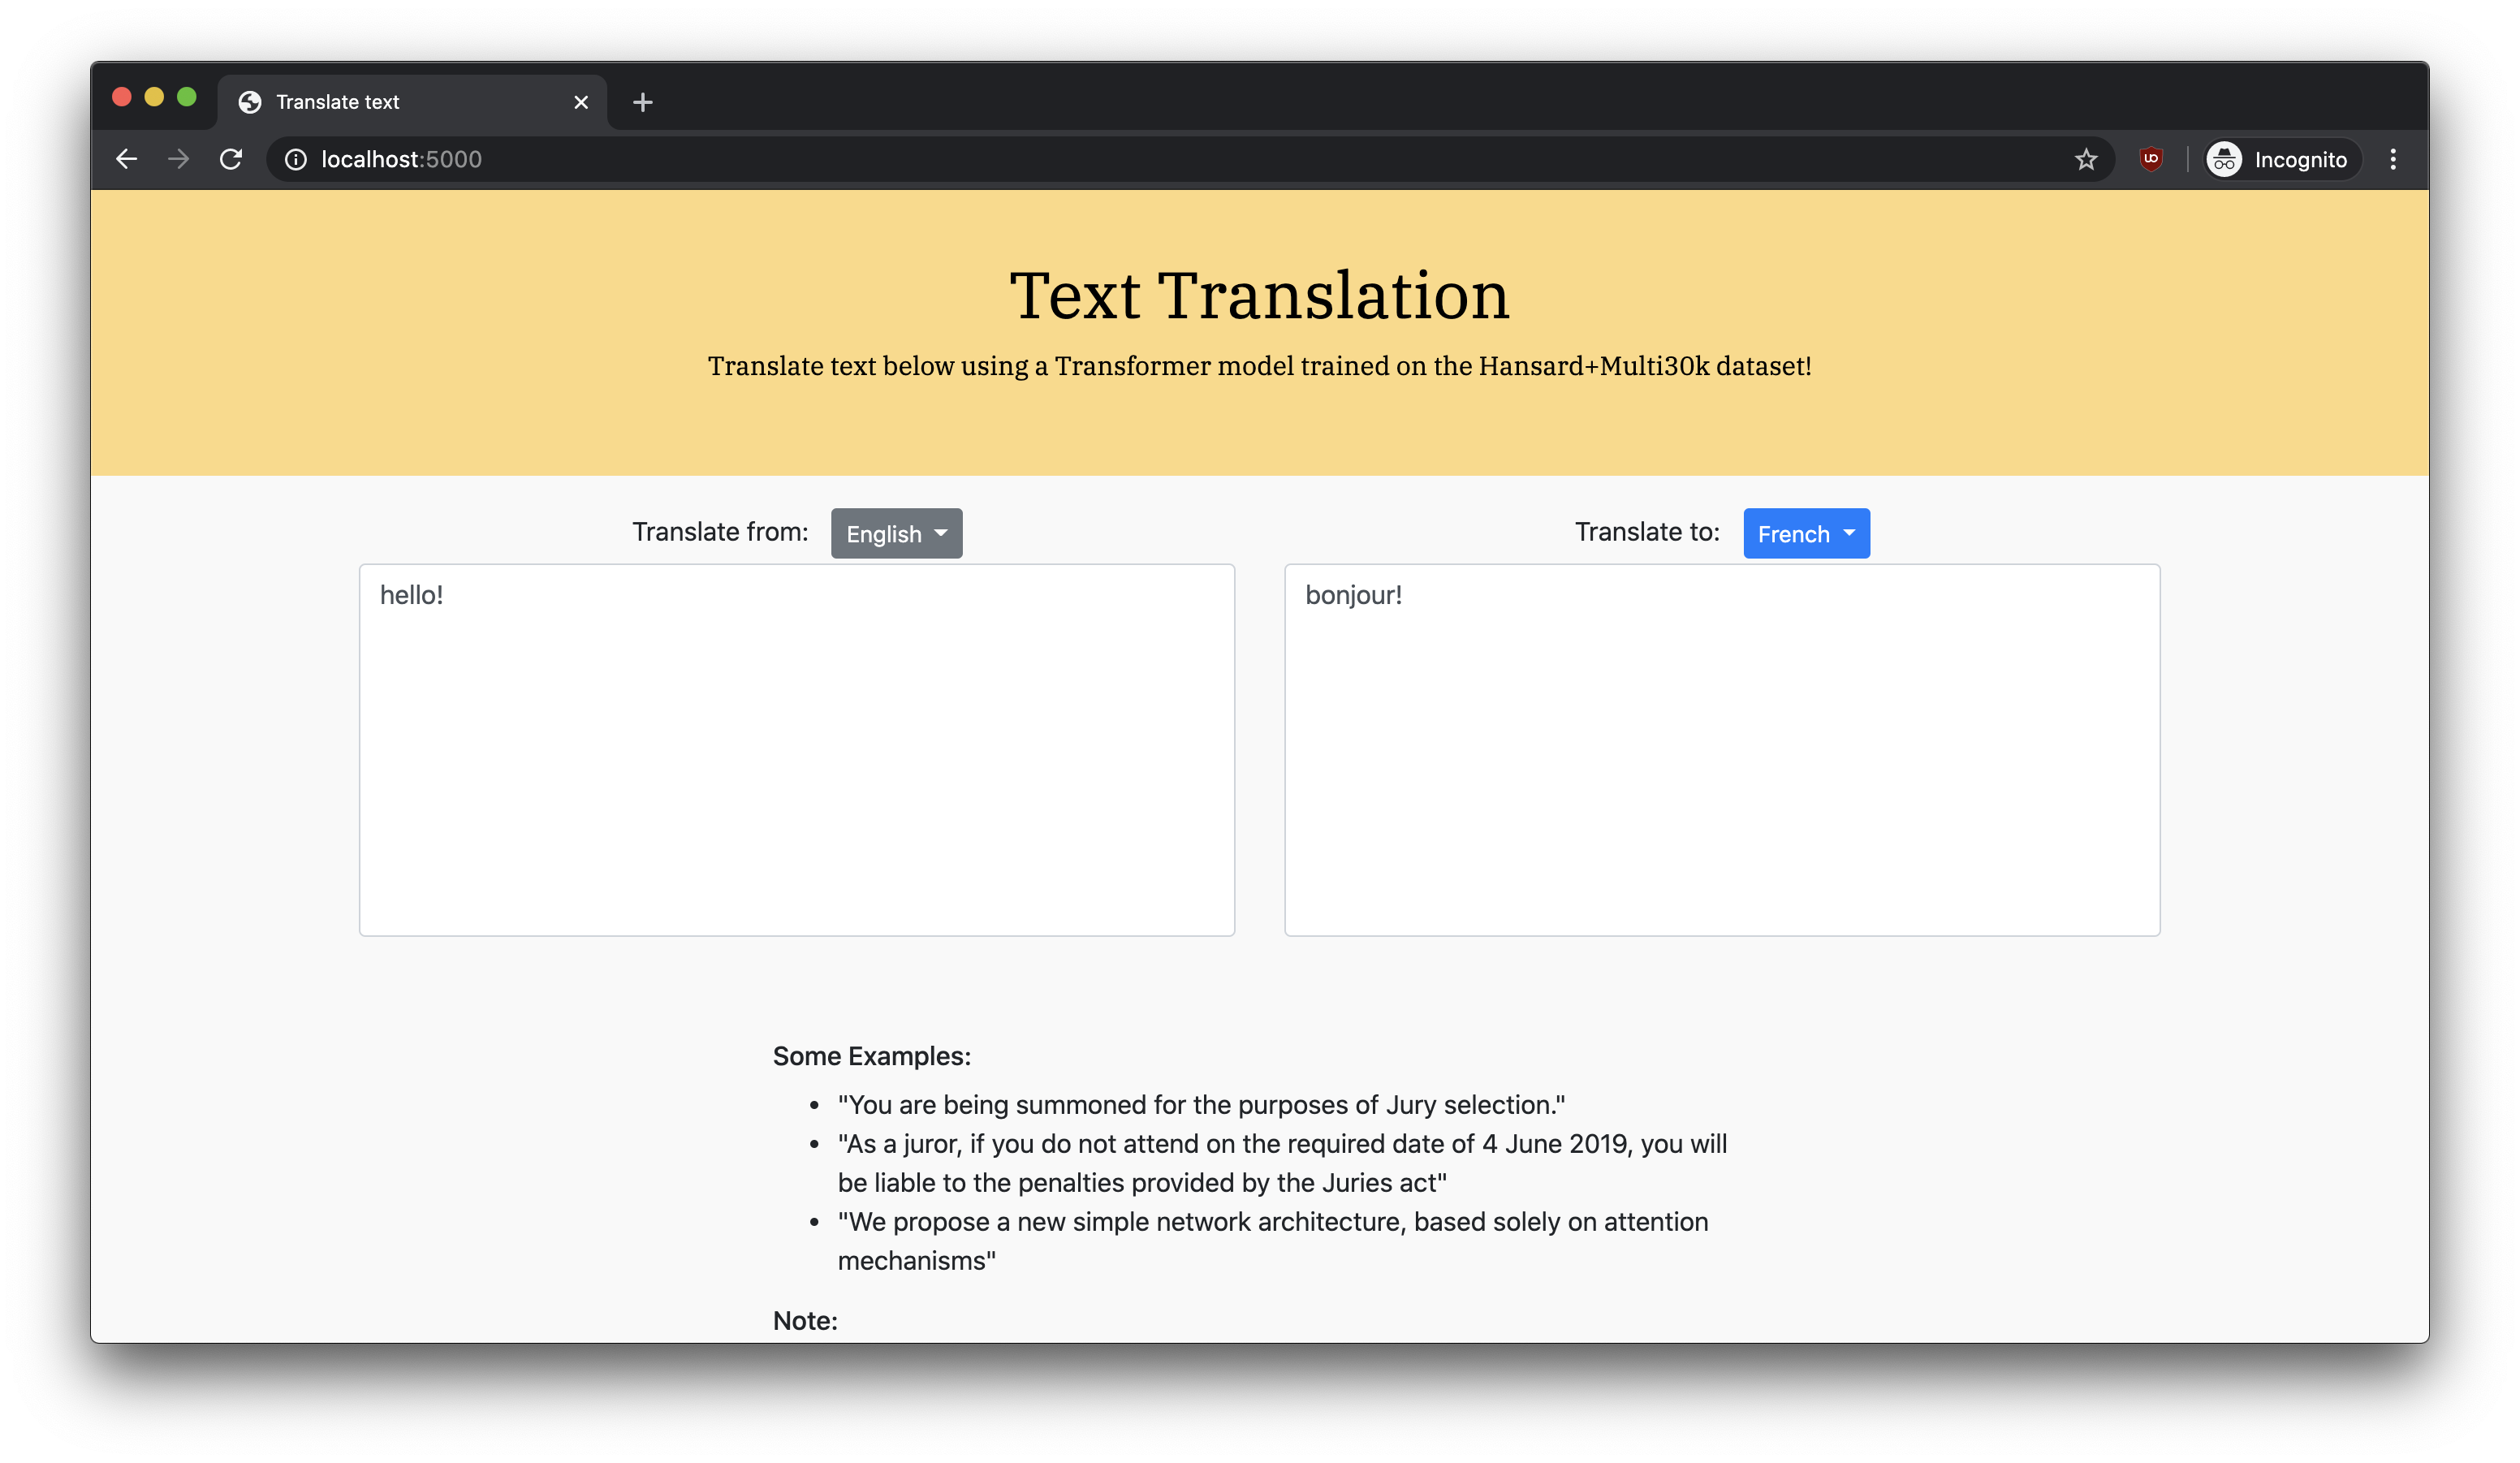 Translate text
localhost:5000
Incognito
Text Translation
Translate text below using a Transformer model trained on the Hansard+Multi30k dataset!
Translate from: English
Translate to: French
hello!
bonjour!
Some Examples:
• "You are being summoned for the purposes of Jury selection."
• "As a juror, if you do not attend on the required date of 4 June 2019, you will
be liable to the penalties provided by the Juries act"
• "We propose a new simple network architecture, based solely on attention
mechanisms"
Note: